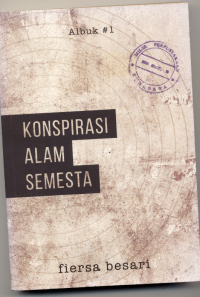 Albuk #1
KONSPIRASI
ALAM
SEMESTA
fiersa besari